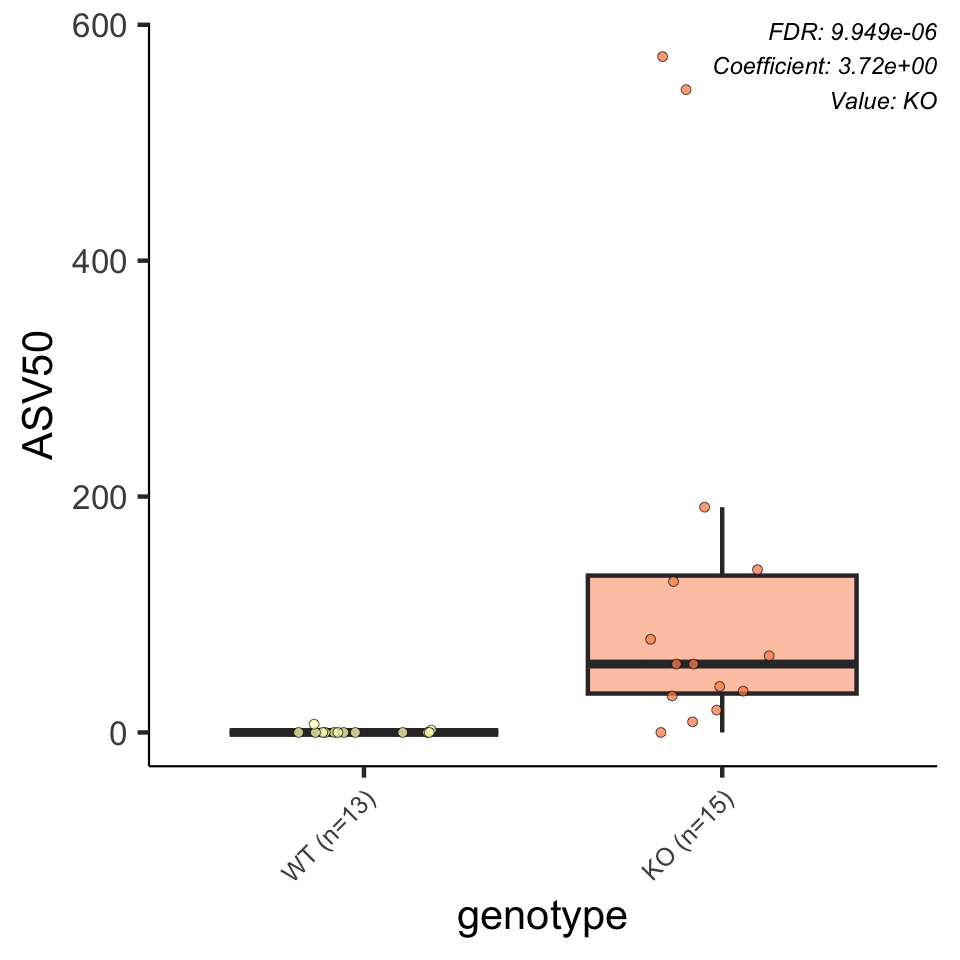 FDR: 9.949e-06
Coefficient: 3.72e+00
Value: KO
600
400
200
0
ASV50
WT (n=13)
KO (n=15)
genotype